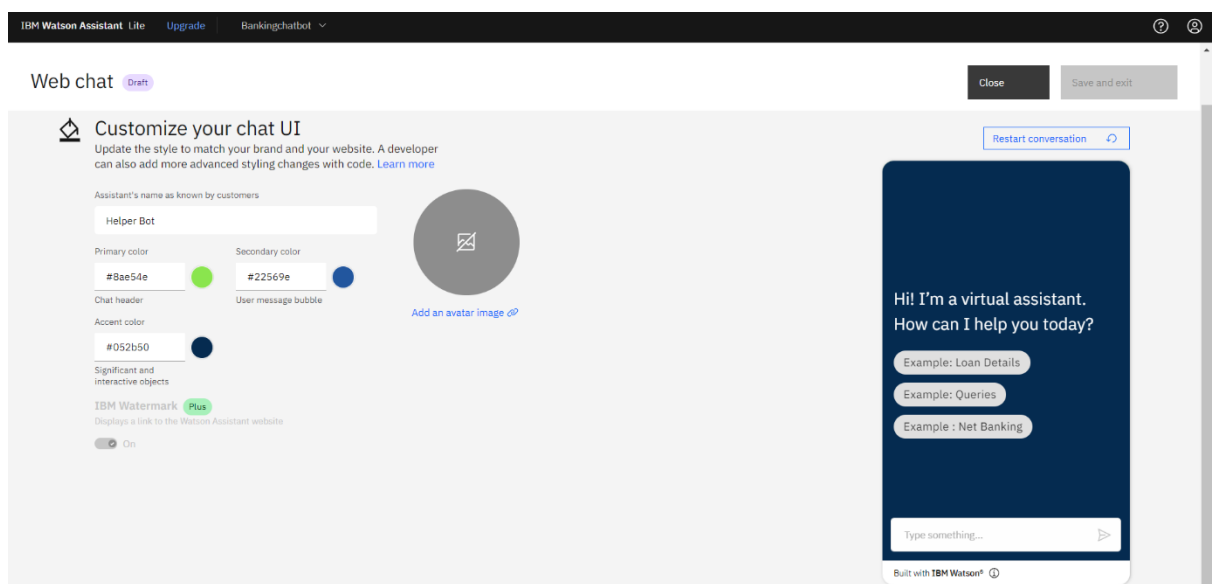 IBM Watson Assistant Lite Upgrade Bankingchatbot
Web chat Draft
Close Save and exit
Customize your chat UI
Update the style to match your brand and your website. A developer
can also add more advanced styling changes with code. Learn more
Assistant's name as known by customers
Helper Bot
Primary color Secondary color
#8ae54e #22569e
Chat header User message bubble
Accent color
#052b50
Significant and
interactive objects
IBM Watermark Plus
Displays a link to the Watson Assistant website
On
Add an avatar image
Restart conversation
Hi! I'm a virtual assistant.
How can I help you today?
Example: Loan Details
Example: Queries
Example : Net Banking
Type something...
Built with IBM Watson®